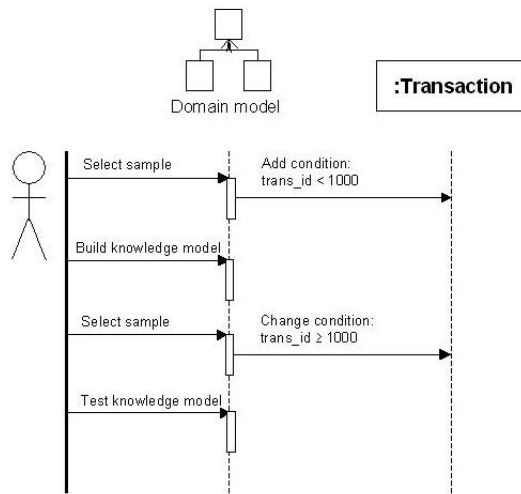 Domain model
:Transaction
Select sample
Add condition:
trans_id < 1000
Build knowledge model
Select sample
Change condition:
trans_id ≥ 1000
Test knowledge model